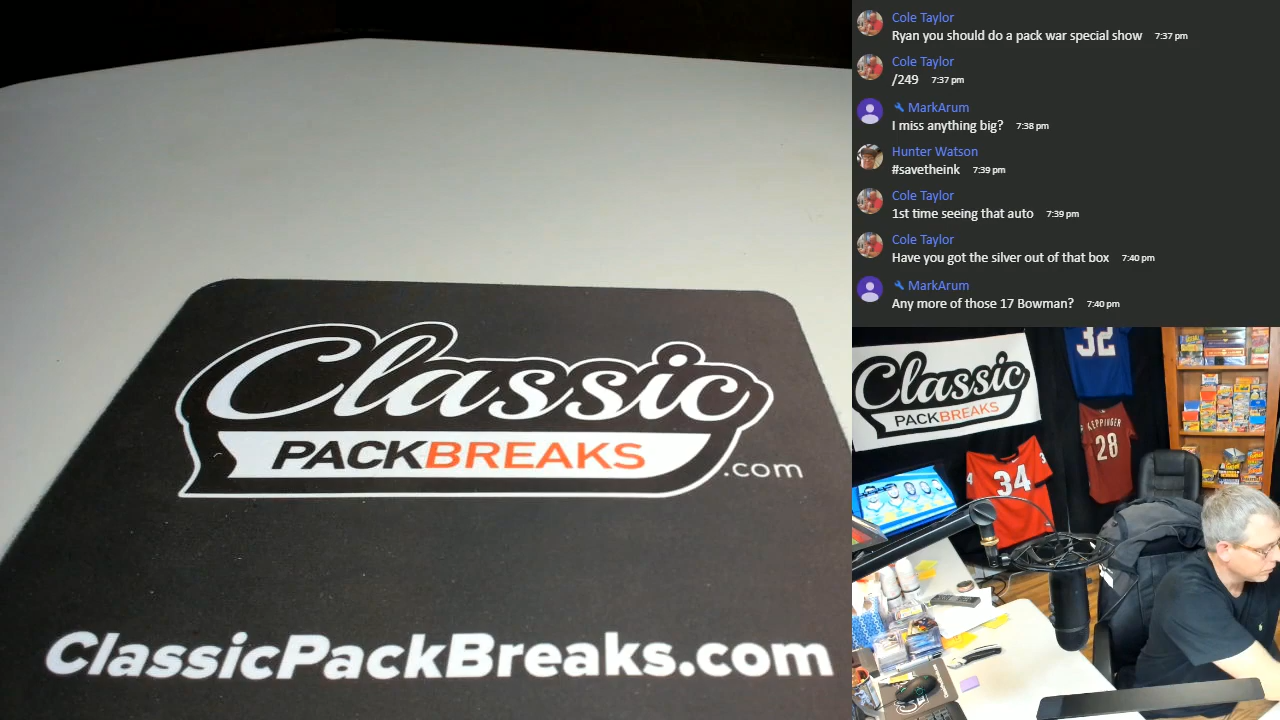 Classic
PACKBREAKS
.com
ClassicPackBreaks.com
Cole Taylor
Ryan you should do a pack war special show 7:37 pm
Cole Taylor
/249 7:37 pm
MarkArum
I miss anything big? 7:38 pm
Hunter Watson
#savetheink 7:39 pm
Cole Taylor
1st time seeing that auto 7:39 pm
Cole Taylor
Have you got the silver out of that box 7:40 pm
MarkArum
Any more of those 17 Bowman? 7:40 pm
Classic
PACKBREAKS
32
KEPPINGER
28
34